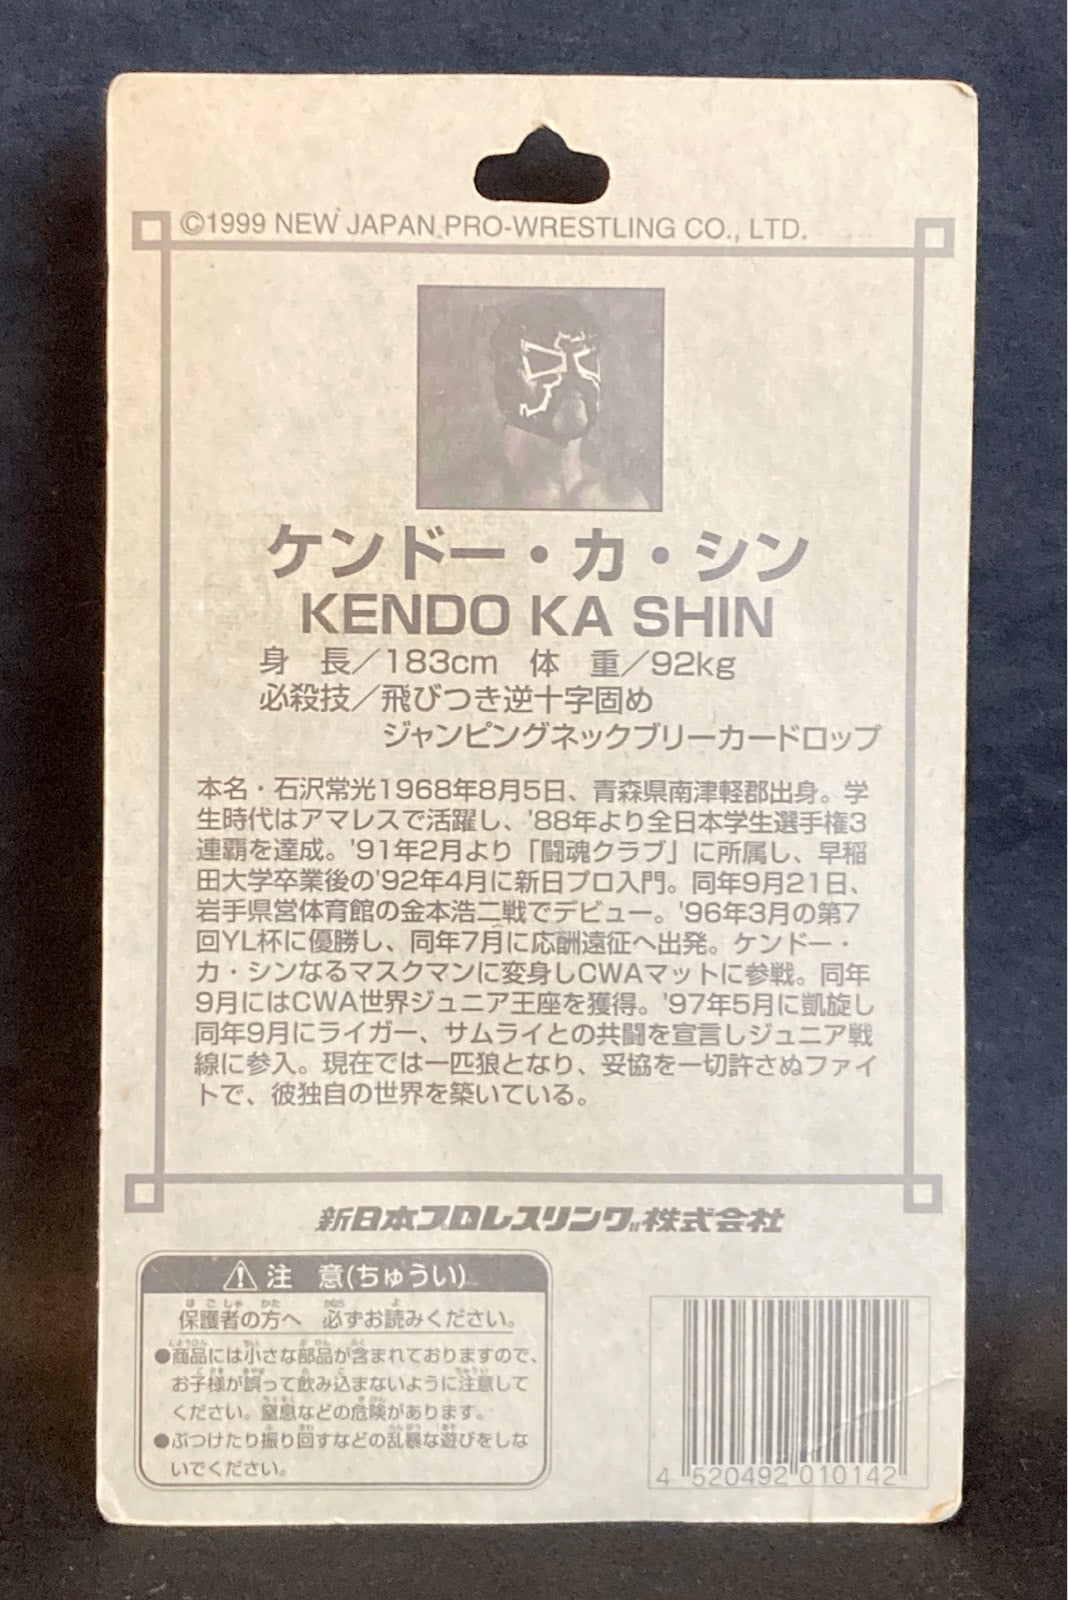 ©1999 NEW JAPAN PRO-WRESTLING CO., LTD.
ケンドー・カ・シン
KENDO KA SHIN
身　長／183cm　体　重／92kg
必殺技／飛びつき逆十字固め
ジャンピングネックブリーカードロップ
本名・石沢常光1968年8月5日、青森県南津軽郡出身。学
生時代はアマレスで活躍し、'88年より全日本学生選手権3
連覇を達成。'91年2月より「闘魂クラブ」に所属し、早稲
田大学卒業後の'92年4月に新日プロ入門。同年9月21日、
岩手県営体育館の金本浩二戦でデビュー。'96年3月の第7
回YL杯に優勝し、同年7月に応酬遠征へ出発。ケンドー・
カ・シンなるマスクマンに変身しCWAマットに参戦。同年
9月にはCWA世界ジュニア王座を獲得。'97年5月に凱旋し
同年9月にライガー、サムライとの共闘を宣言しジュニア戦
線に参入。現在では一匹狼となり、妥協を一切許さぬファイ
トで、彼独自の世界を築いている。
新日本プロレスリング株式会社
注　意(ちゅうい)
保護者の方へ　必ずお読みください。
●商品には小さな部品が含まれておりますので、
お子様が誤って飲み込まないように注意して
ください。窒息などの危険があります。
●ぶつけたり振り回すなどの乱暴な遊びをしな
いでください。
4 520492 010142